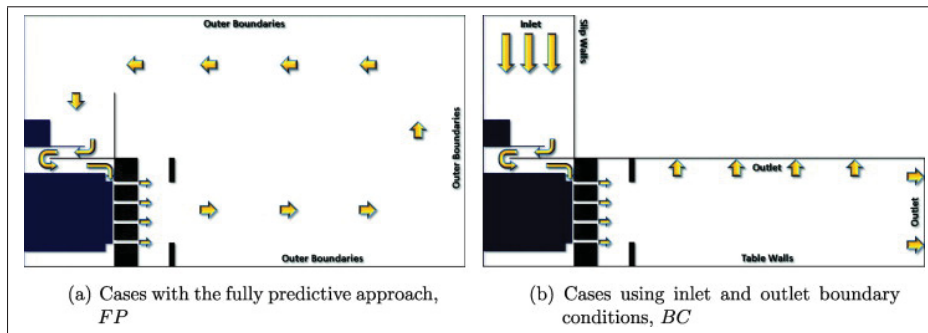 Outer Boundaries
Outer Boundaries
Outer Boundaries
(a) Cases with the fully predictive approach,
FP
Inlet
Slip Walls
Outlet
Outlet
Table Walls
(b) Cases using inlet and outlet boundary
conditions, BC